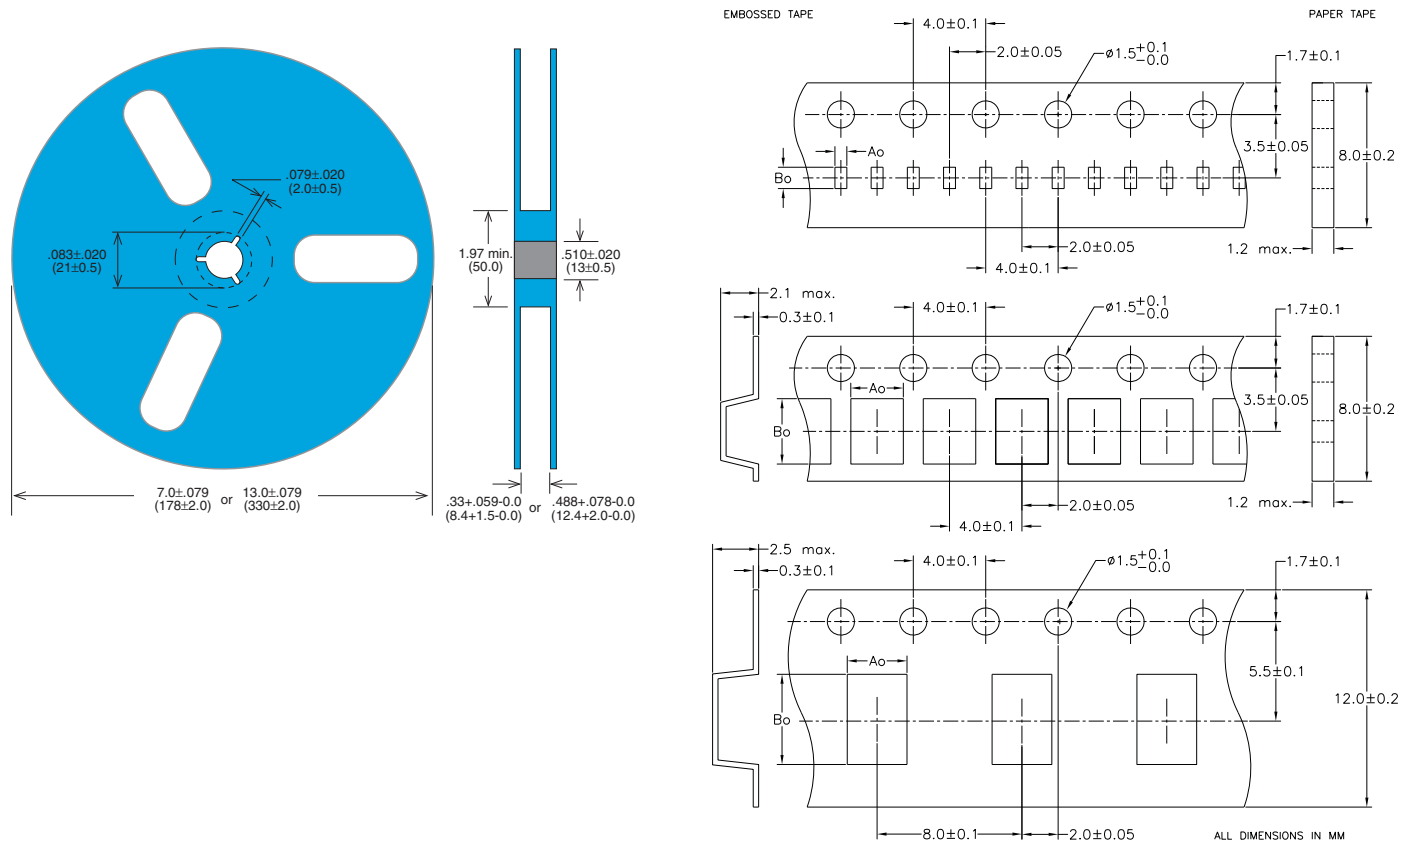 .079±.020
(2.0±0.5)
.083±.020
(21±0.5)
7.0±.079
(178±2.0)
or
13.0±.079
(330±2.0)
1.97 min.
(50.0)
.510±.020
(13±0.5)
.33+.059-0.0
(8.4+1.5-0.0)
or
.488+.078-0.0
(12.4+2.0-0.0)
EMBOSSED TAPE
PAPER TAPE
4.0±0.1
2.0±0.05
ø1.5+0.1
−0.0
1.7±0.1
Ao
Bo
3.5±0.05
8.0±0.2
2.0±0.05
4.0±0.1
1.2 max.
2.1 max.
0.3±0.1
4.0±0.1
ø1.5+0.1
−0.0
1.7±0.1
Ao
Bo
3.5±0.05
8.0±0.2
2.0±0.05
4.0±0.1
1.2 max.
2.5 max.
0.3±0.1
4.0±0.1
ø1.5+0.1
−0.0
1.7±0.1
Ao
Bo
5.5±0.1
12.0±0.2
8.0±0.1
2.0±0.05
ALL DIMENSIONS IN MM